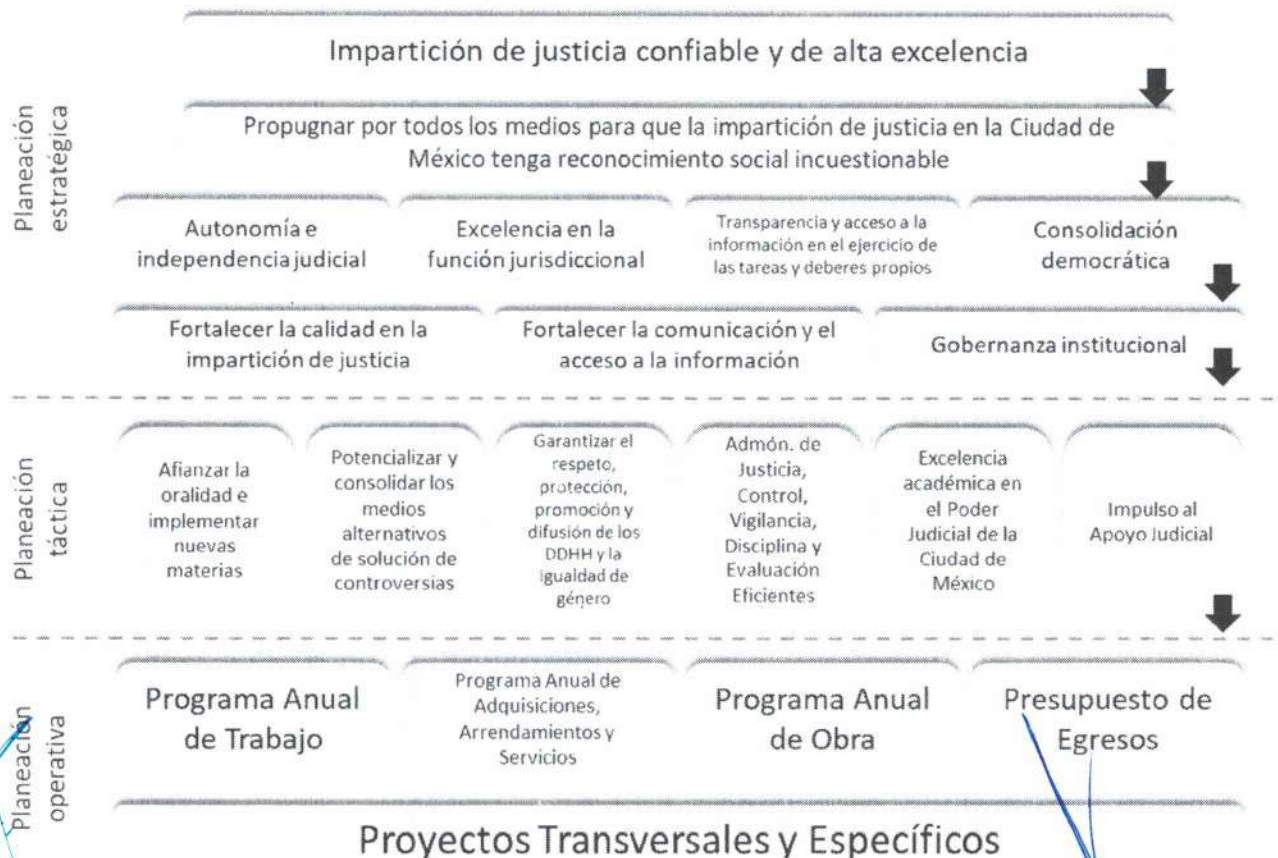 Impartición de justicia confiable y de alta excelencia
Planeación
estratégica
Propugnar por todos los medios para que la impartición de justicia en la Ciudad de
México tenga reconocimiento social incuestionable
Autonomía e
independencia judicial
Excelencia en la
función jurisdiccional
Transparencia y acceso a la
información en el ejercicio de
las tareas y deberes propios
Consolidación
democrática
Fortalecer la calidad en la
impartición de justicia
Fortalecer la comunicación y el
acceso a la información
Gobernanza institucional
Planeación
táctica
Afianzar la
oralidad e
implementar
nuevas
materias
Potencializar y
consolidar los
medios
alternativos
de solución de
controversias
Garantizar el
respeto,
protección,
promoción y
difusión de los
DDHH y la
igualdad de
género
Admón. de
Justicia,
Control,
Vigilancia,
Disciplina y
Evaluación
Eficientes
Excelencia
académica en
el Poder
Judicial de la
Ciudad de
México
Impulso al
Apoyo Judicial
Planeación
operativa
Programa Anual
de Trabajo
Programa Anual de
Adquisiciones,
Arrendamientos y
Servicios
Programa Anual
de Obra
Presupuesto de
Egresos
Proyectos Transversales y Específicos